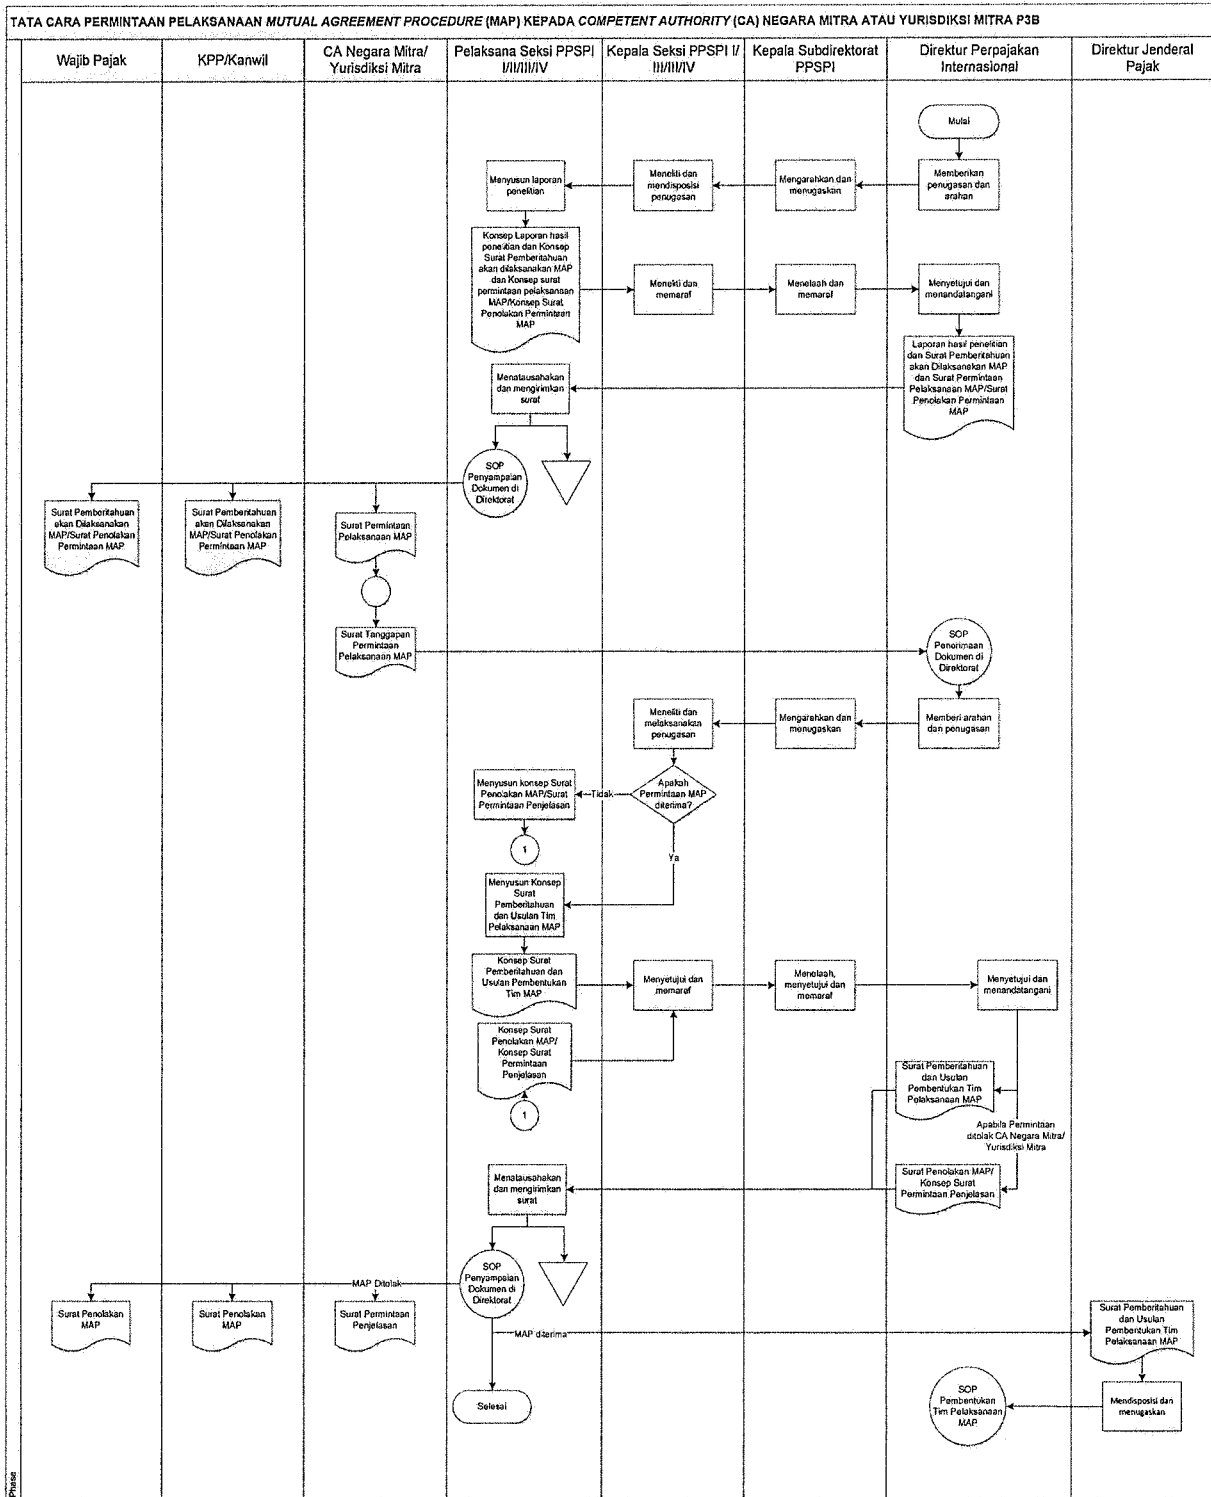 TATA CARA PERMINTAAN PELAKSANAAN MUTUAL AGREEMENT PROCEDURE (MAP) KEPADA COMPETENT AUTHORITY (CA) NEGARA MITRA ATAU YURISDIKSI MITRA P3B
Wajib Pajak
KPP/Kanwil
CA Negara Mitra/
Yurisdiksi Mitra
Pelaksana Seksi PPSPI
I/II/III/IV
Kepala Seksi PPSPI I/
III/III/IV
Kepala Subdirektorat
PPSPI
Direktur Perpajakan
Internasional
Direktur Jenderal
Pajak
Mulai
Memberikan
penugasan dan
arahan
Mengarahkan dan
menugaskan
Meneliti dan
mendisposisi
penugasan
Menyusun laporan
penelitian
Konsep Laporan hasil
penelitian dan Konsep
Surat Pemberitahuan
akan dilaksanakan MAP
dan Konsep surat
permintaan pelaksanaan
MAP/Konsep Surat
Penolakan Permintaan
MAP
Meneliti dan
memaraf
Menelaah dan
memaraf
Menyetujui dan
menandatangani
Laporan hasil penelitian
dan Surat Pemberitahuan
akan Dilaksanakan MAP
dan Surat Permintaan
Pelaksanaan MAP/Surat
Penolakan Permintaan
MAP
Menatausahakan
dan mengirimkan
surat
SOP
Penyampaian
Dokumen di
Direktorat
Surat Pemberitahuan
akan Dilaksanakan
MAP/Surat Penolakan
Permintaan MAP
Surat Pemberitahuan
akan Dilaksanakan
MAP/Surat Penolakan
Permintaan MAP
Surat Permintaan
Pelaksanaan MAP
Surat Tanggapan
Permintaan
Pelaksanaan MAP
SOP
Penerimaan
Dokumen di
Direktorat
Memberi arahan
dan penugasan
Mengarahkan dan
menugaskan
Meneliti dan
melaksanakan
penugasan
Apakah
Permintaan MAP
diterima?
Tidak
Menyusun konsep Surat
Penolakan MAP/Surat
Permintaan Penjelasan
1
Ya
Menyusun Konsep
Surat
Pemberitahuan
dan Usulan Tim
Pelaksanaan MAP
Konsep Surat
Pemberitahuan dan
Usulan Pembentukan
Tim MAP
Menyetujui dan
memaraf
Menelaah,
menyetujui dan
memaraf
Menyetujui dan
menandatangani
Konsep Surat
Penolakan MAP/
Konsep Surat
Permintaan
Penjelasan
1
Surat Pemberitahuan
dan Usulan
Pembentukan Tim
Pelaksanaan MAP
Apabila Permintaan
ditolak CA Negara Mitra/
Yurisdiksi Mitra
Surat Penolakan MAP/
Konsep Surat
Permintaan Penjelasan
Menatausahakan
dan mengirimkan
surat
SOP
Penyampaian
Dokumen di
Direktorat
MAP Ditolak
Surat Penolakan
MAP
Surat Penolakan
MAP
Surat Permintaan
Penjelasan
MAP diterima
Surat Pemberitahuan
dan Usulan
Pembentukan Tim
Pelaksanaan MAP
Mendisposisi dan
menugaskan
SOP
Pembentukan
Tim Pelaksanaan
MAP
Selesai
Phase